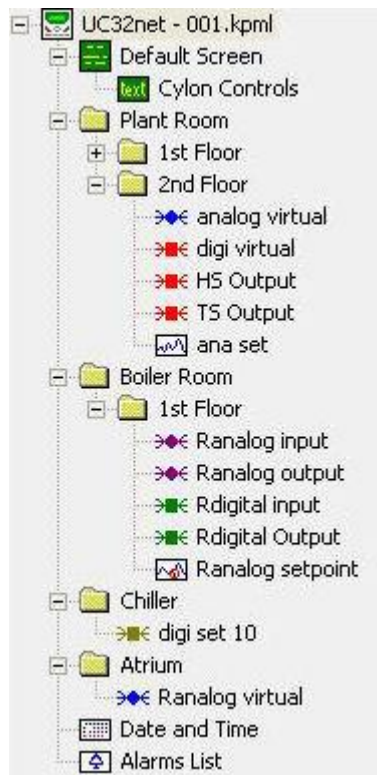 UC32net - 001.kpml
Default Screen
text Cylon Controls
Plant Room
1st Floor
2nd Floor
analog virtual
digi virtual
HS Output
TS Output
ana set
Boiler Room
1st Floor
Ranalog input
Ranalog output
Rdigital input
Rdigital Output
Ranalog setpoint
Chiller
digi set 10
Atrium
Ranalog virtual
Date and Time
Alarms List